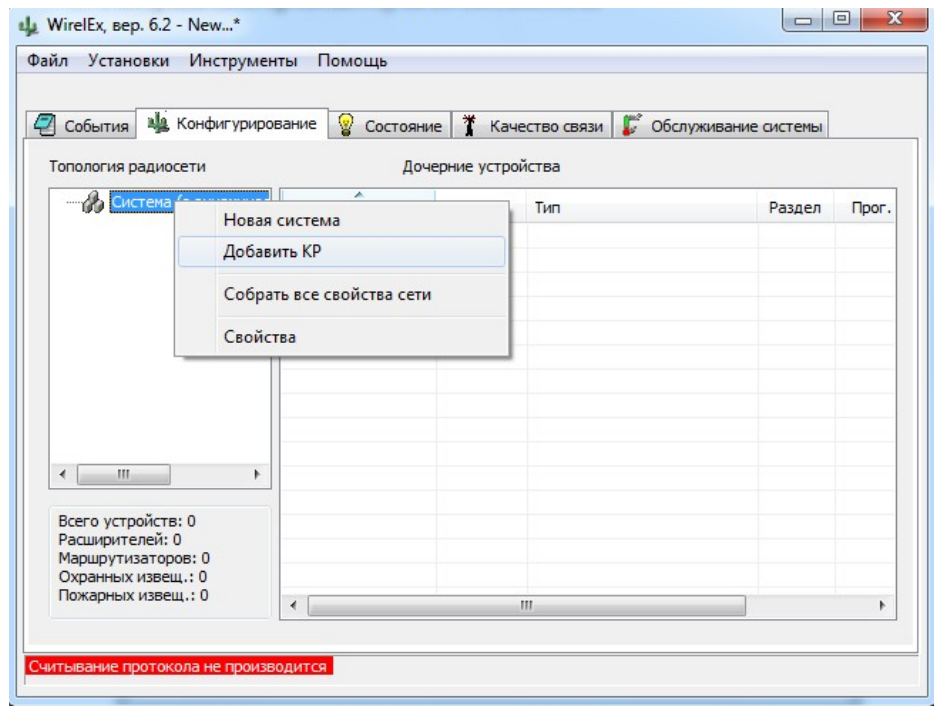 WirelEx, вер. 6.2 - New...*
Файл Установки Инструменты Помощь
События Конфигурирование Состояние Качество связи Обслуживание системы
Топология радиосети Дочерние устройства
Система
Тип Раздел Прог.
Новая система
Добавить КР
Собрать все свойства сети
Свойства
Всего устройств: 0
Расширителей: 0
Маршрутизаторов: 0
Охранных извещ.: 0
Пожарных извещ.: 0
Считывание протокола не производится